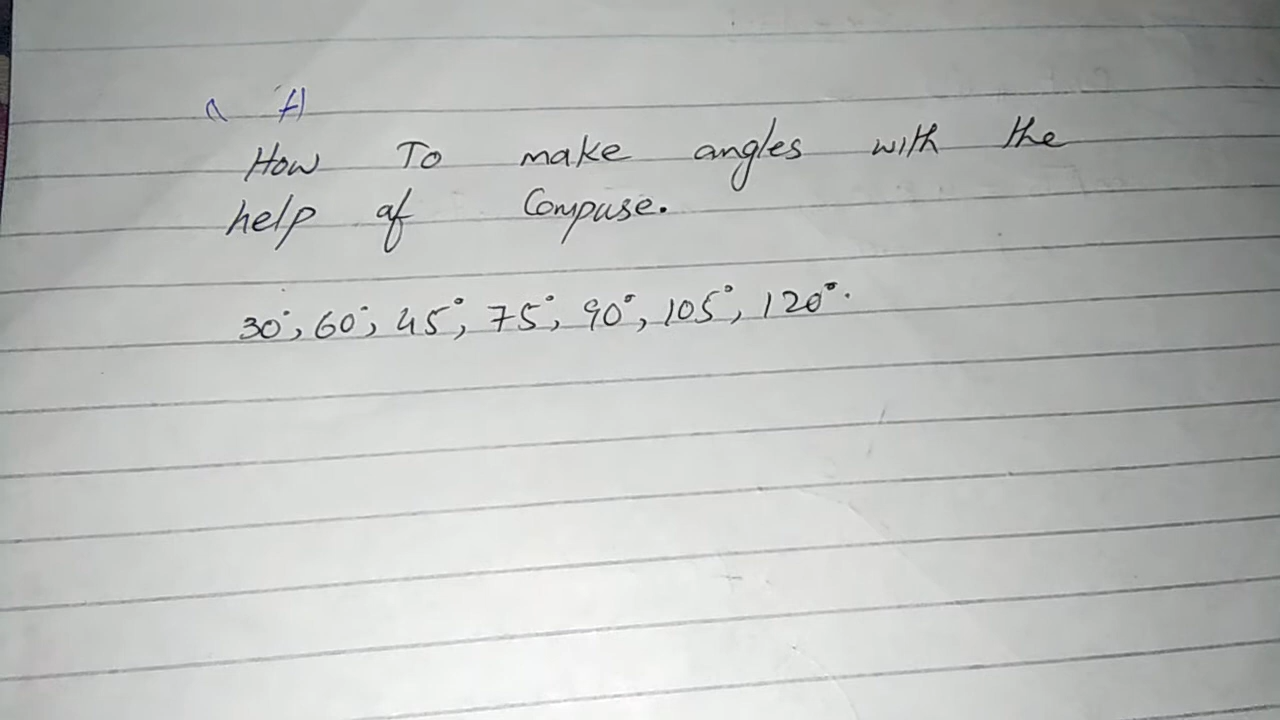 a H
How To make angles with the
help of Compuse.
30°, 60°, 45°, 75°, 90°, 105°, 120°.